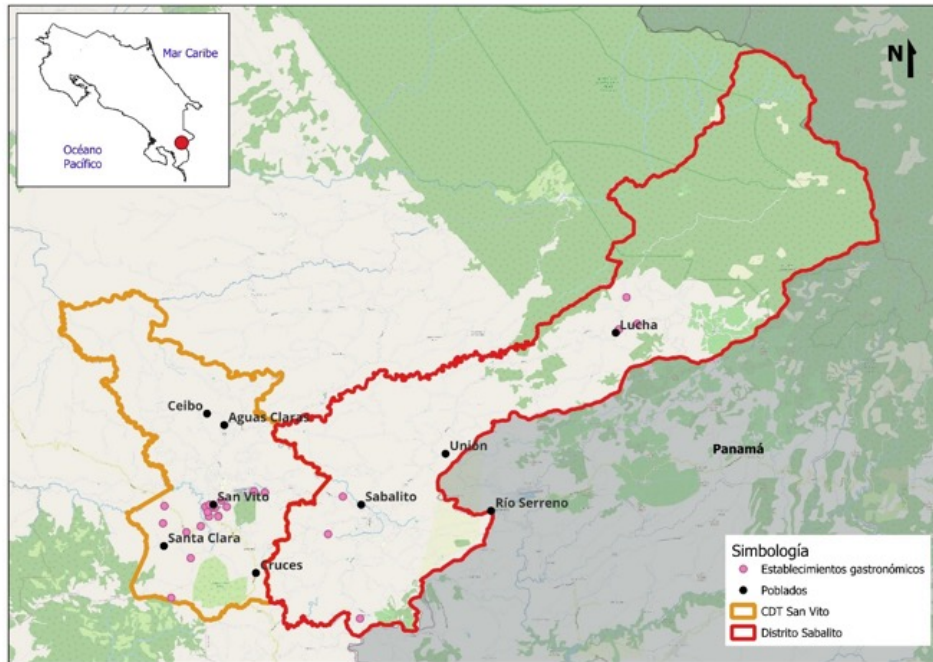 Mar Caribe
Océano
Pacífico
N
Lucha
Ceibo
Aguas Claras
Unión
Panamá
San Vito
Sabalito
Río Serreno
Santa Clara
Cruces
Simbología
Establecimientos gastronómicos
Poblados
CDT San Vito
Distrito Sabalito